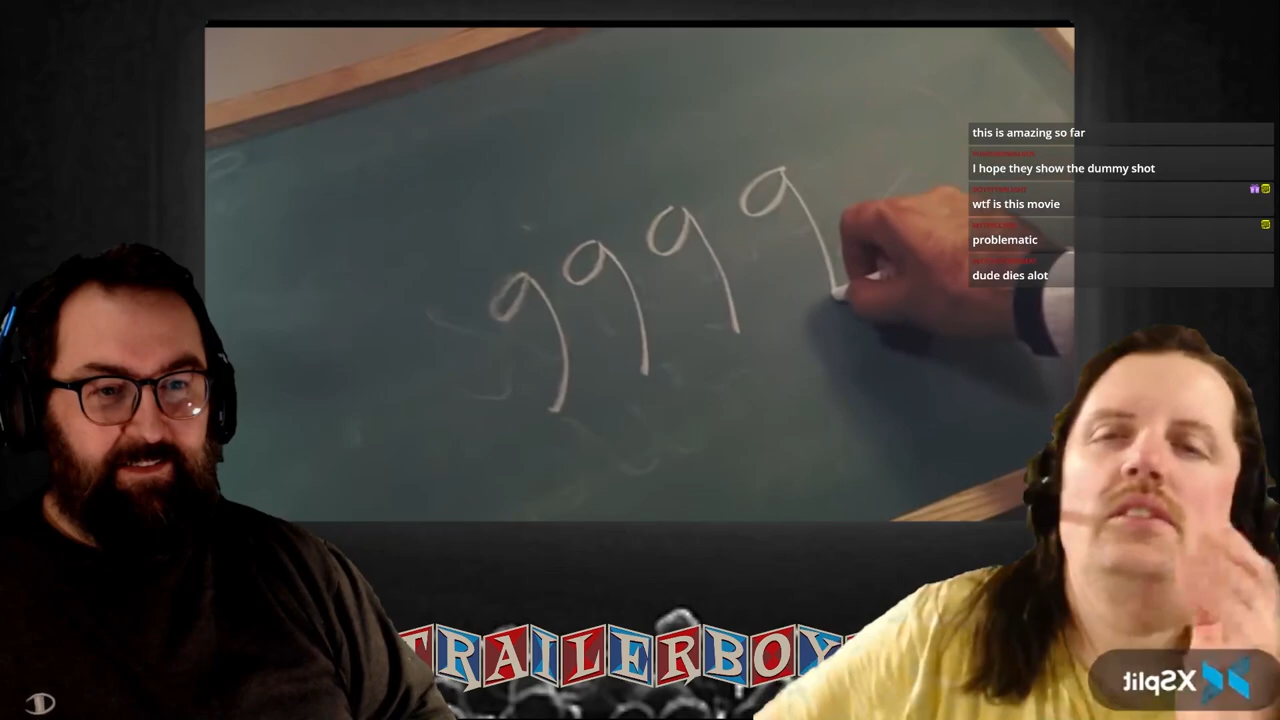 this is amazing so far
I hope they show the dummy shot
wtf is this movie
problematic
dude dies alot
9999
TRAILERBOY
XSplit